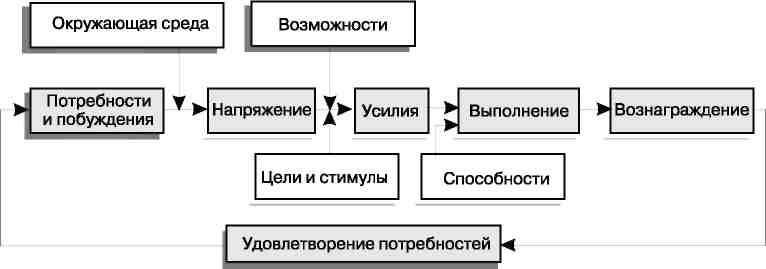 Окружающая среда
Возможности
Потребности
и побуждения
Напряжение
Усилия
Выполнение
Вознаграждение
Цели и стимулы
Способности
Удовлетворение потребностей